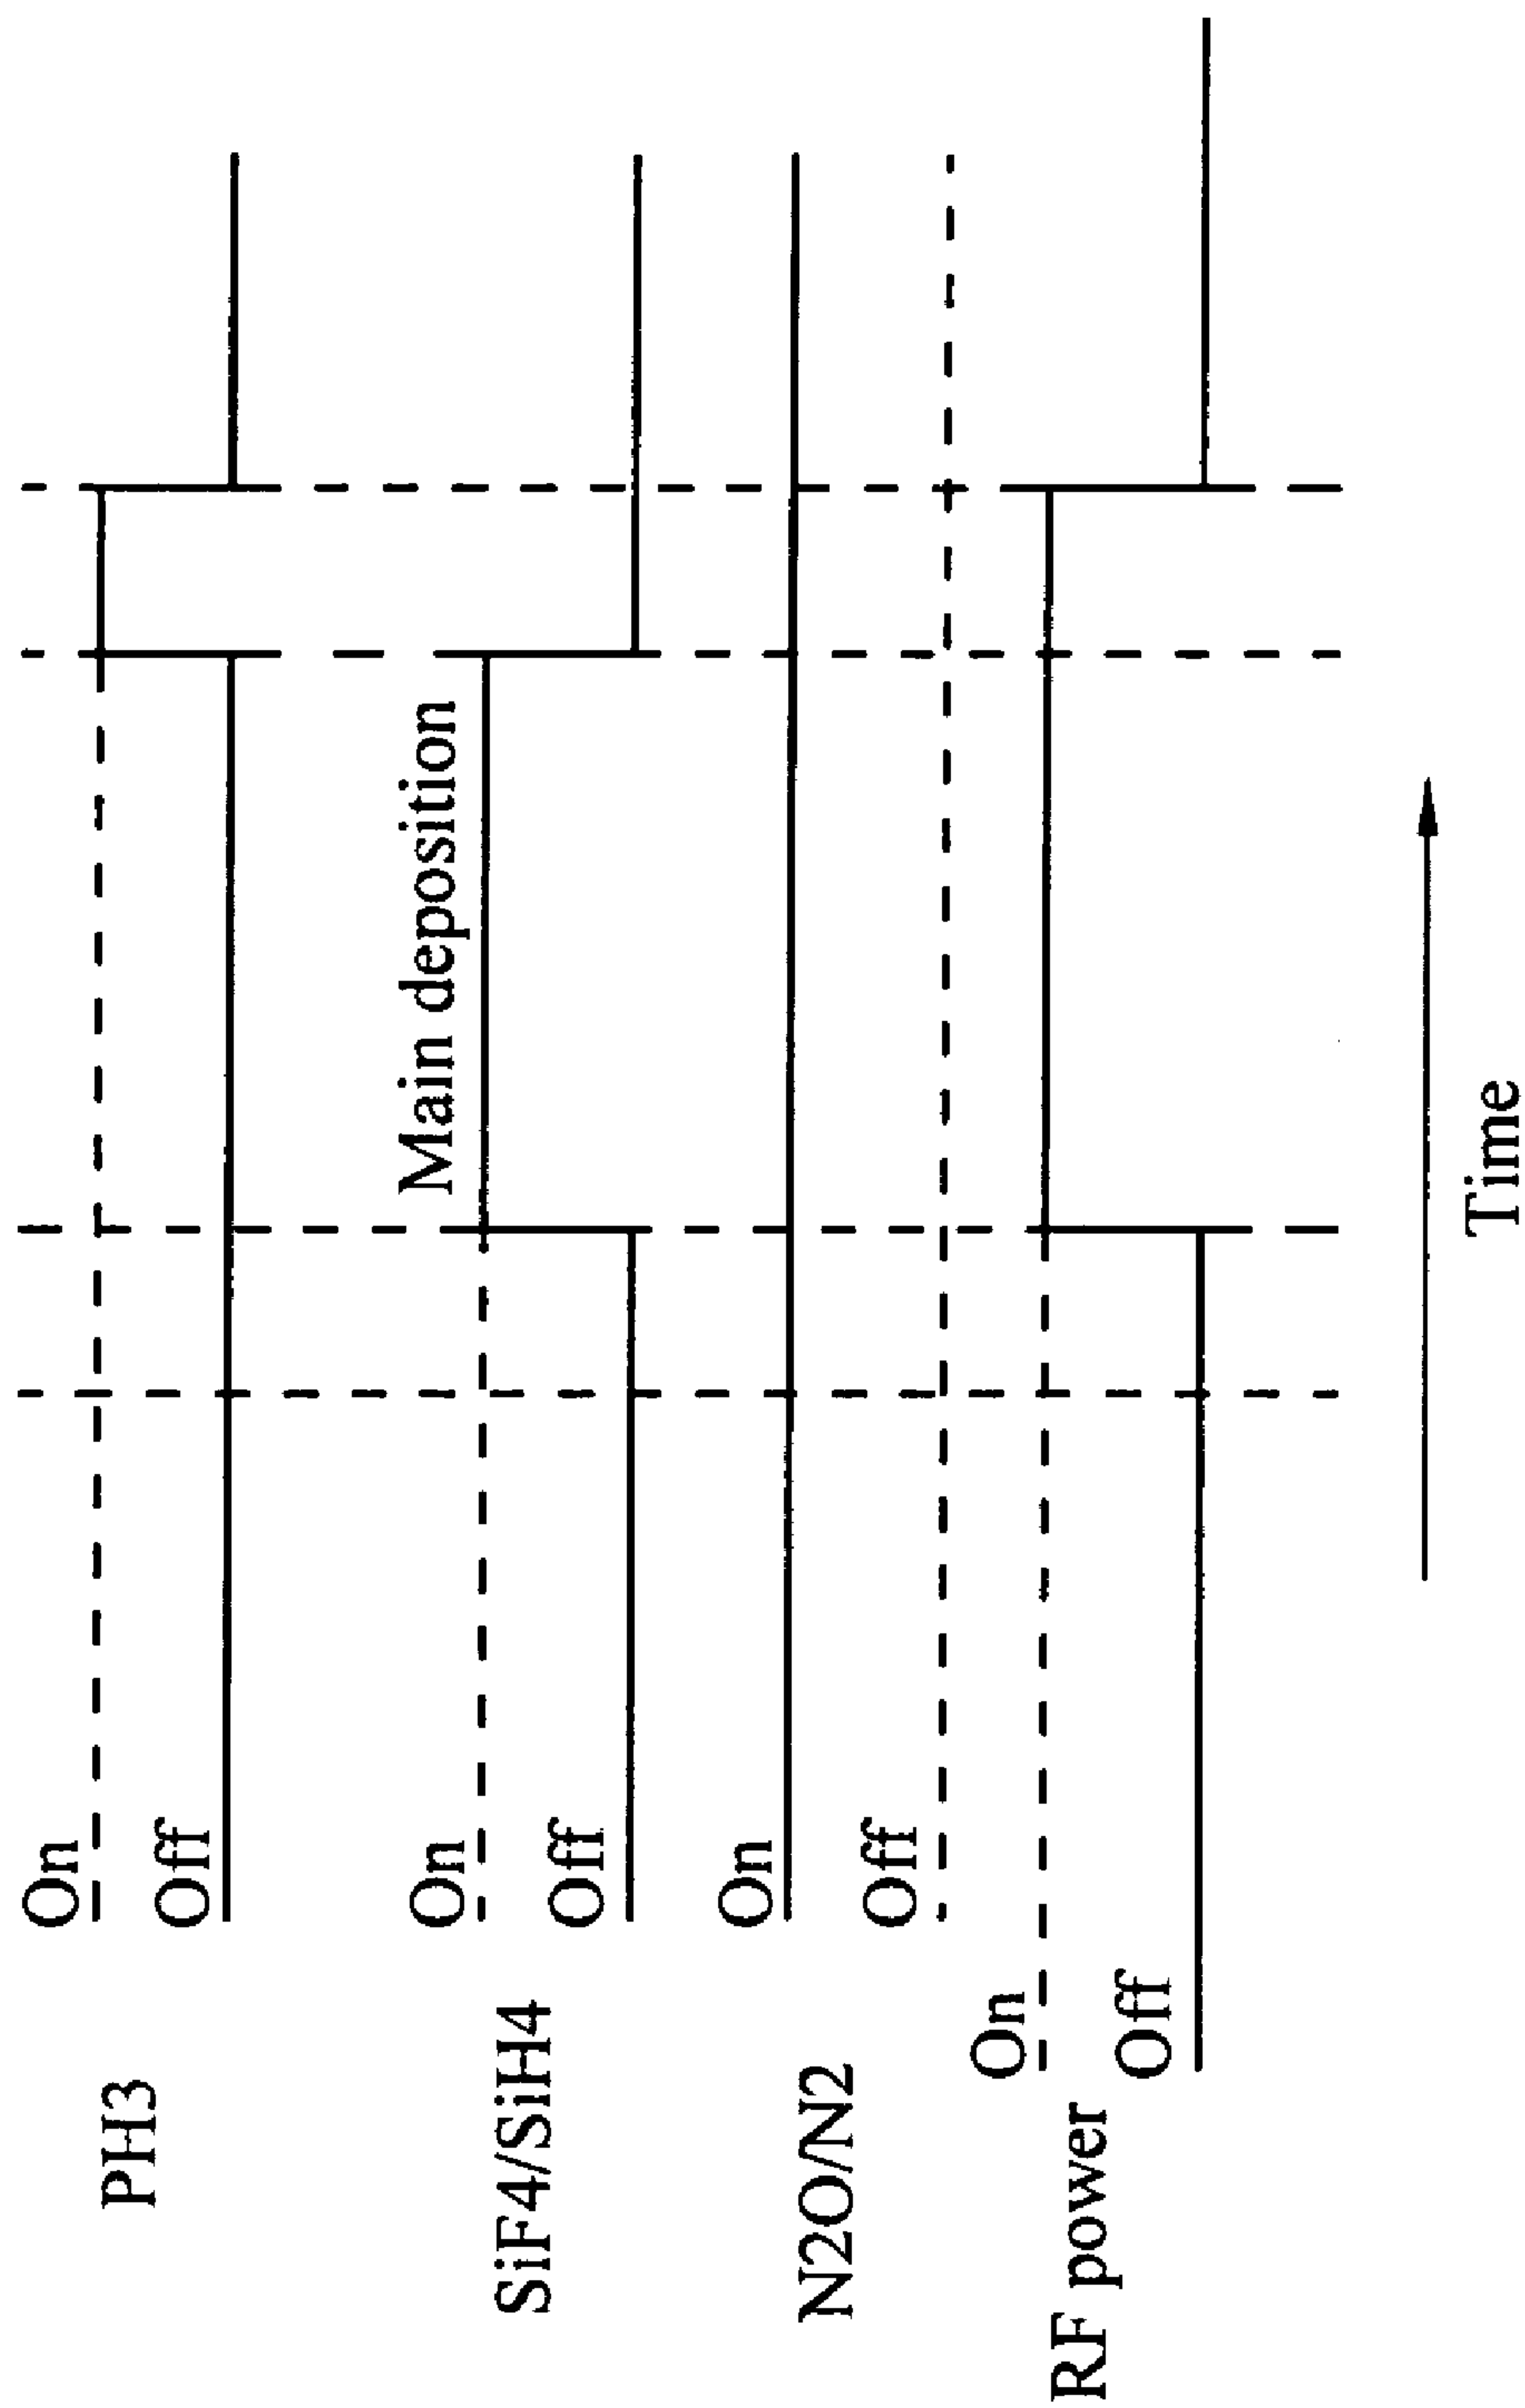 On
PH3
Off
Main deposition
On
SiF4/SiH4
Off
On
N2O/N2
Off
On
RF power
Off
Time